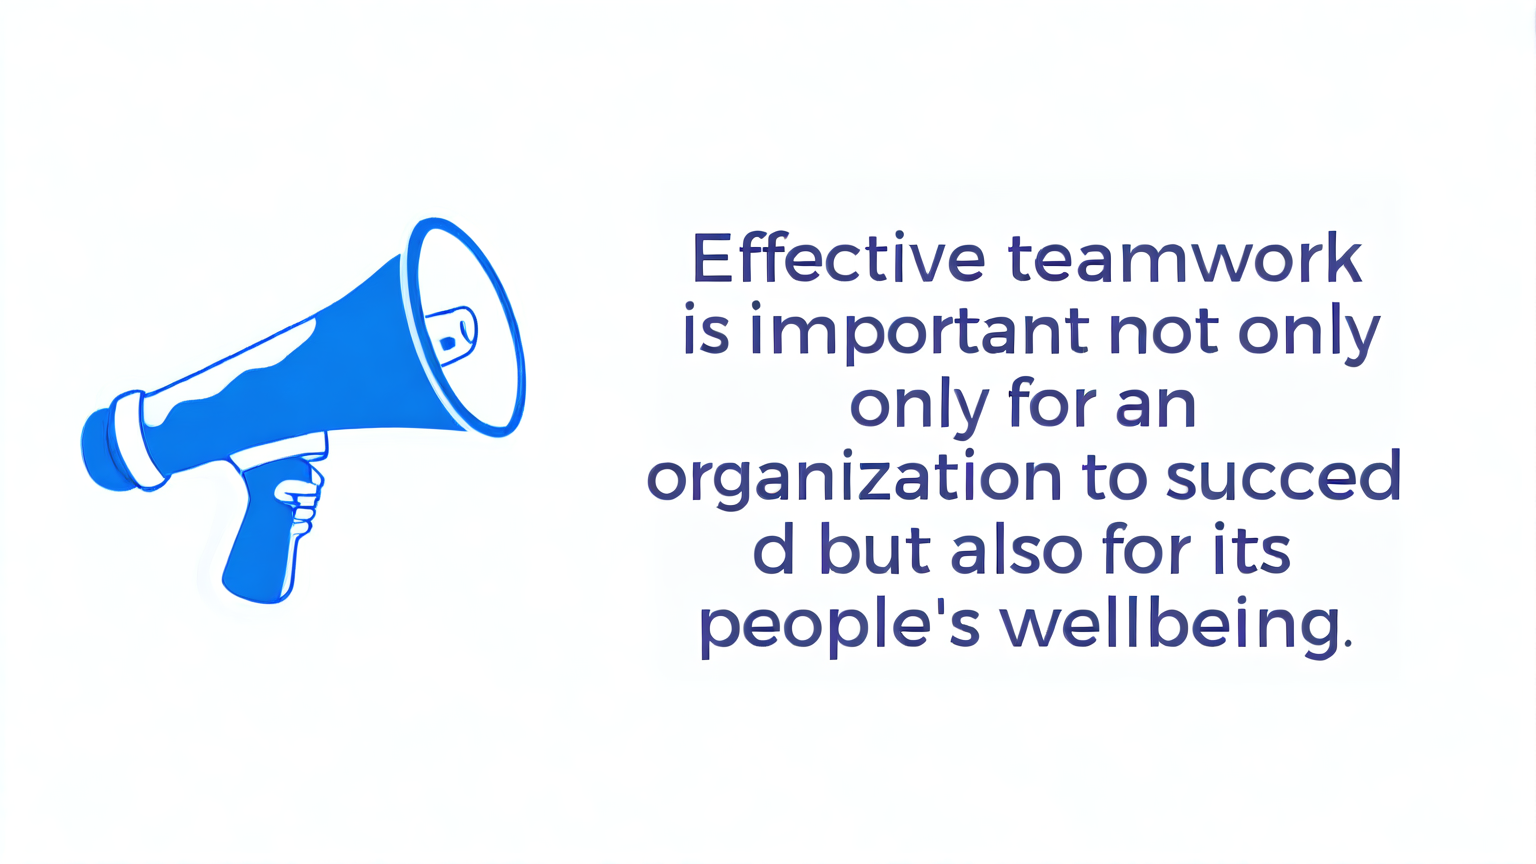 Effective teamwork
is important not only
only for an
organization to succed
d but also for its
people's wellbeing.